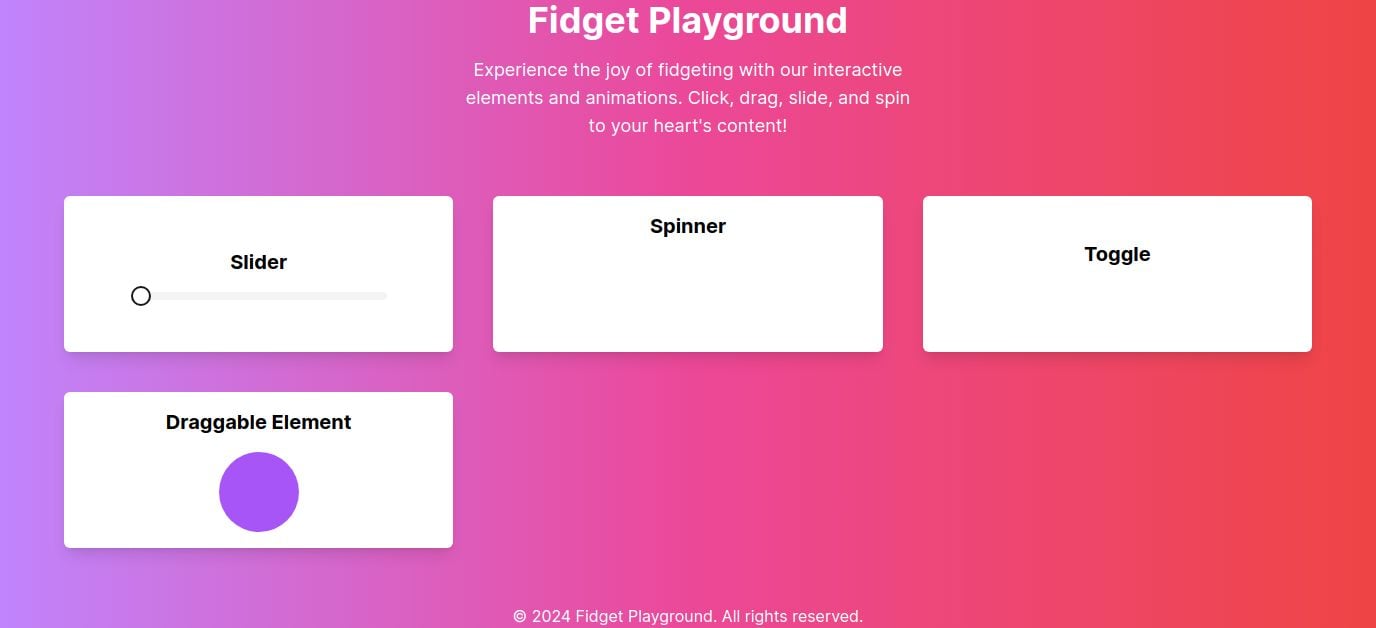 Fidget Playground
Experience the joy of fidgeting with our interactive
elements and animations. Click, drag, slide, and spin
to your heart's content!
Slider
Spinner
Toggle
Draggable Element
© 2024 Fidget Playground. All rights reserved.